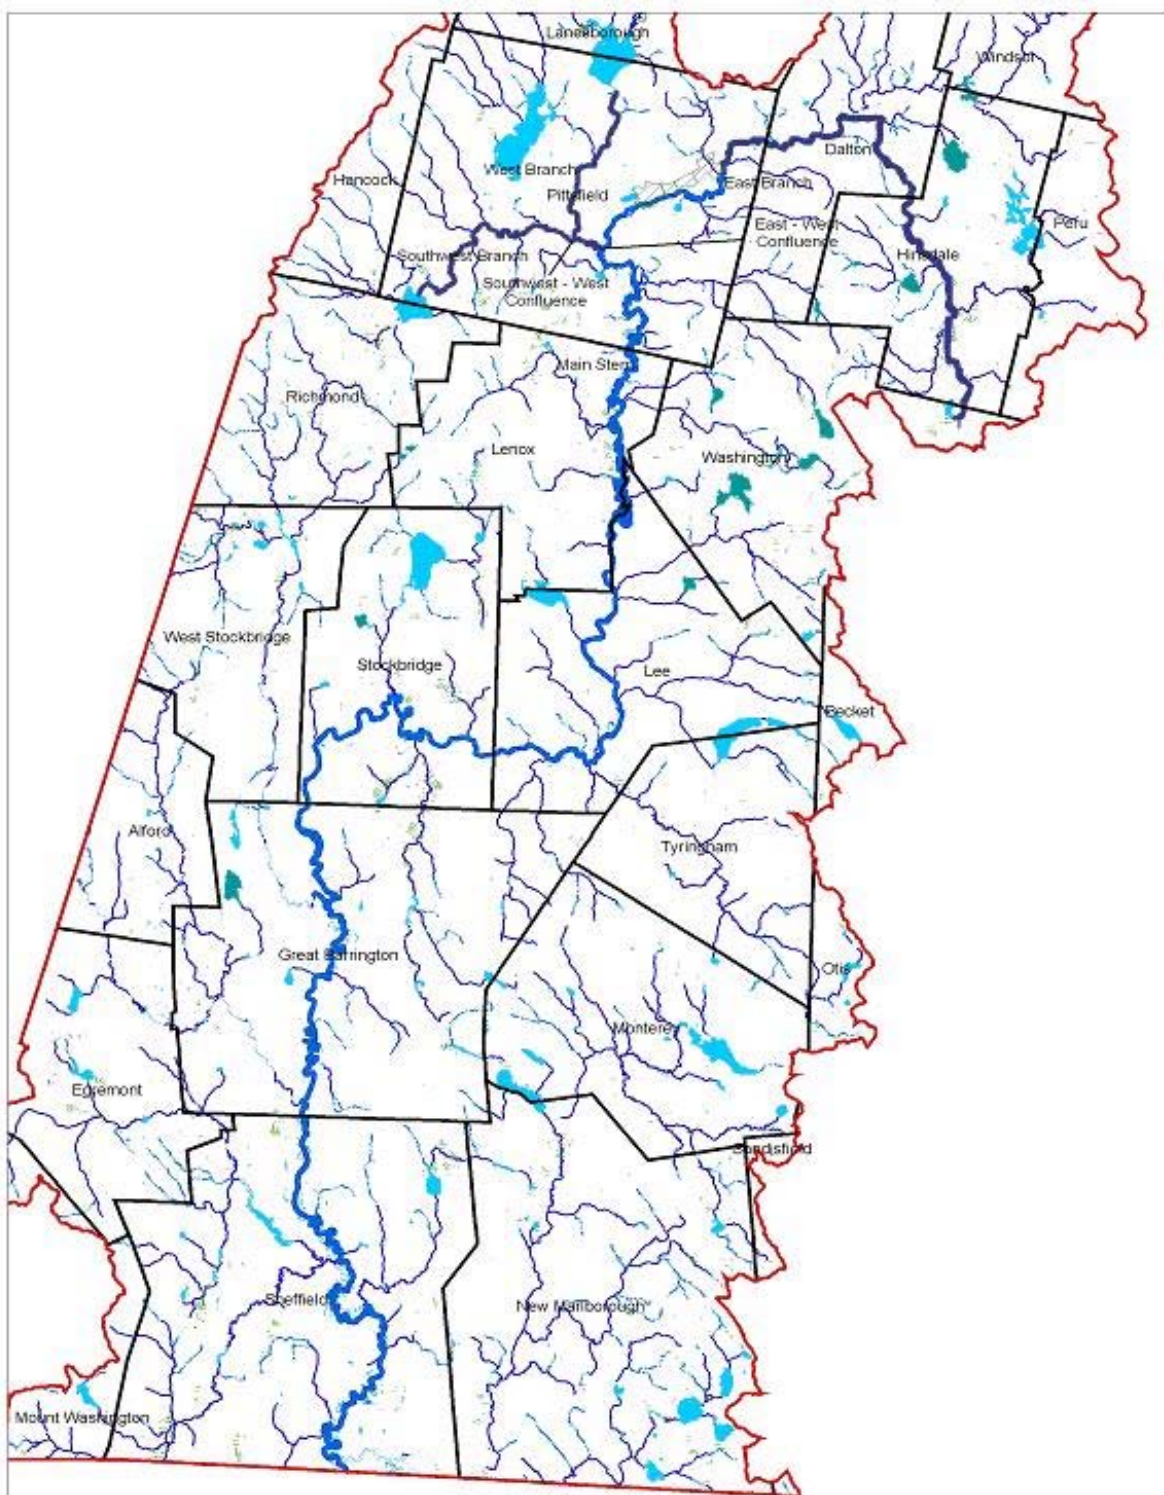 Lanesborough
Windsor
Dalton
West Branch
Hancock
Pittsfield
East Branch
East - West
Confluence
Peru
Southwest Branch
Hinsdale
Southwest - West
Confluence
Main Stem
Richmond
Lenox
Washington
West Stockbridge
Stockbridge
Lee
Becket
Alford
Tyringham
Great Barrington
Otis
Monterey
Egremont
Sandisfield
Sheffield
New Marlborough
Mount Washington